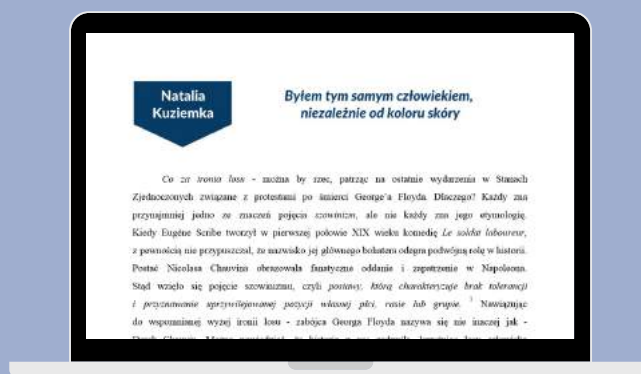 Natalia
Kuziemka
Byłem tym samym człowiekiem,
niezależnie od koloru skóry
Co za ironia losu - można by rzec, patrząc na ostatnie wydarzenia w Stanach
Zjednoczonych związane z protestami po śmierci George'a Floyda. Dlaczego? Każdy zna
przynajmniej jedno ze znaczeń pojęcia szowinizm, ale nie każdy zna jego etymologię.
Kiedy Eugène Scribe tworzył w pierwszej połowie XIX wieku komedię Le soldat laboureur,
z pewnością nie przypuszczał, że nazwisko jej głównego bohatera odegra podwójną rolę w historii.
Postać Nicolasa Chauvina obrazowała fanatyczne oddanie i zapatrzenie w Napoleona.
Stąd wzięło się pojęcie szowinizmu, czyli postawy, którą charakteryzuje brak tolerancji
i przyznawanie uprzywilejowanej pozycji własnej płci, rasie lub grupie. 1 Nawiązując
do wspomnianej wyżej ironii losu - zabójca Georga Floyda nazywa się nie inaczej jak -